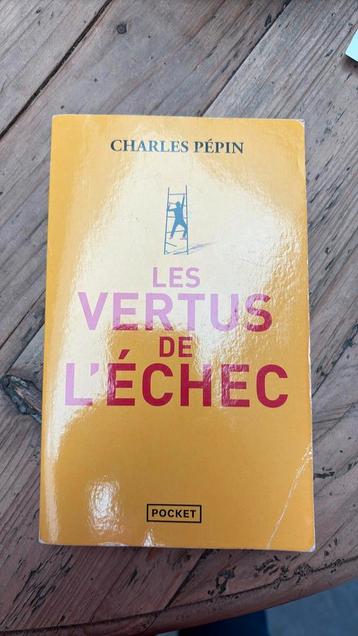 CHARLES PÉPIN
LES
VERTUS
DE
L'ÉCHEC
POCKET